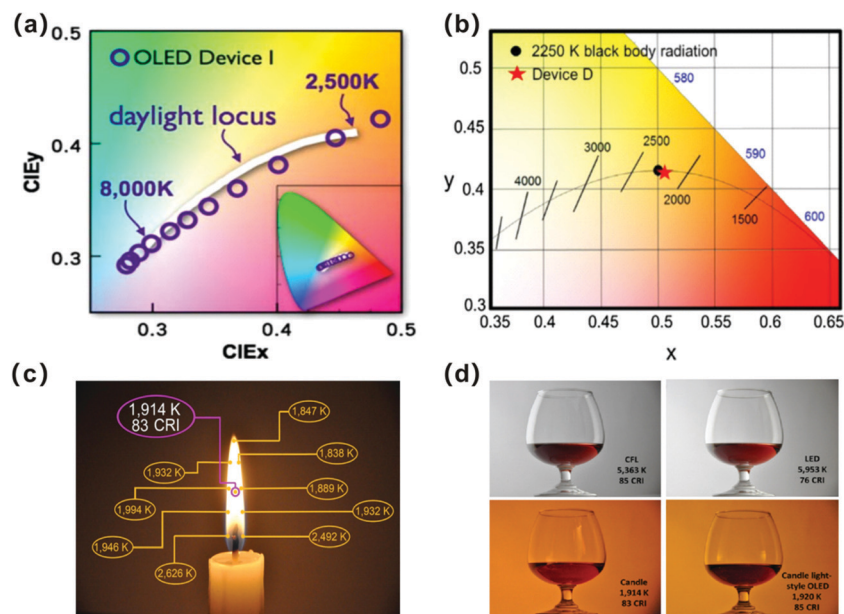 (a)
0.5
OLED Device I
2,500K
daylight locus
0.4
CIEy
8,000K
0.3
0.3
0.4
0.5
CIEx
(b)
2250 K black body radiation
Device D
0.5
0.45
0.4
y
0.35
0.3
580
590
600
4000
3000
2500
2000
1500
0.35
0.4
0.45
0.5
0.55
0.6
0.65
x
(c)
1,914 K
83 CRI
1,847 K
1,838 K
1,932 K
1,889 K
1,994 K
1,932 K
1,946 K
2,492 K
2,626 K
(d)
CFL
5,363 K
85 CRI
LED
5,953 K
76 CRI
Candle
1,914 K
83 CRI
Candle light-
style OLED
1,920 K
85 CRI